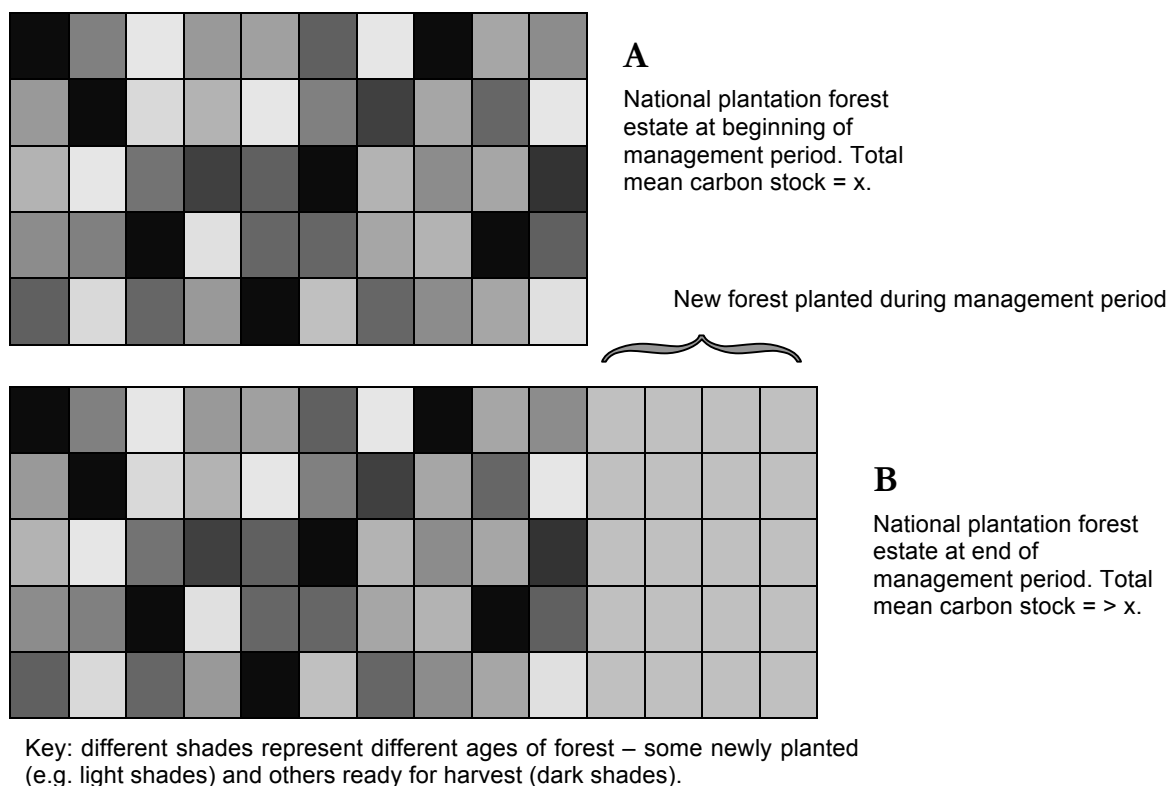 A
National plantation forest
estate at beginning of
management period. Total
mean carbon stock = x.
New forest planted during management period
B
National plantation forest
estate at end of
management period. Total
mean carbon stock = > x.
Key: different shades represent different ages of forest – some newly planted
(e.g. light shades) and others ready for harvest (dark shades).